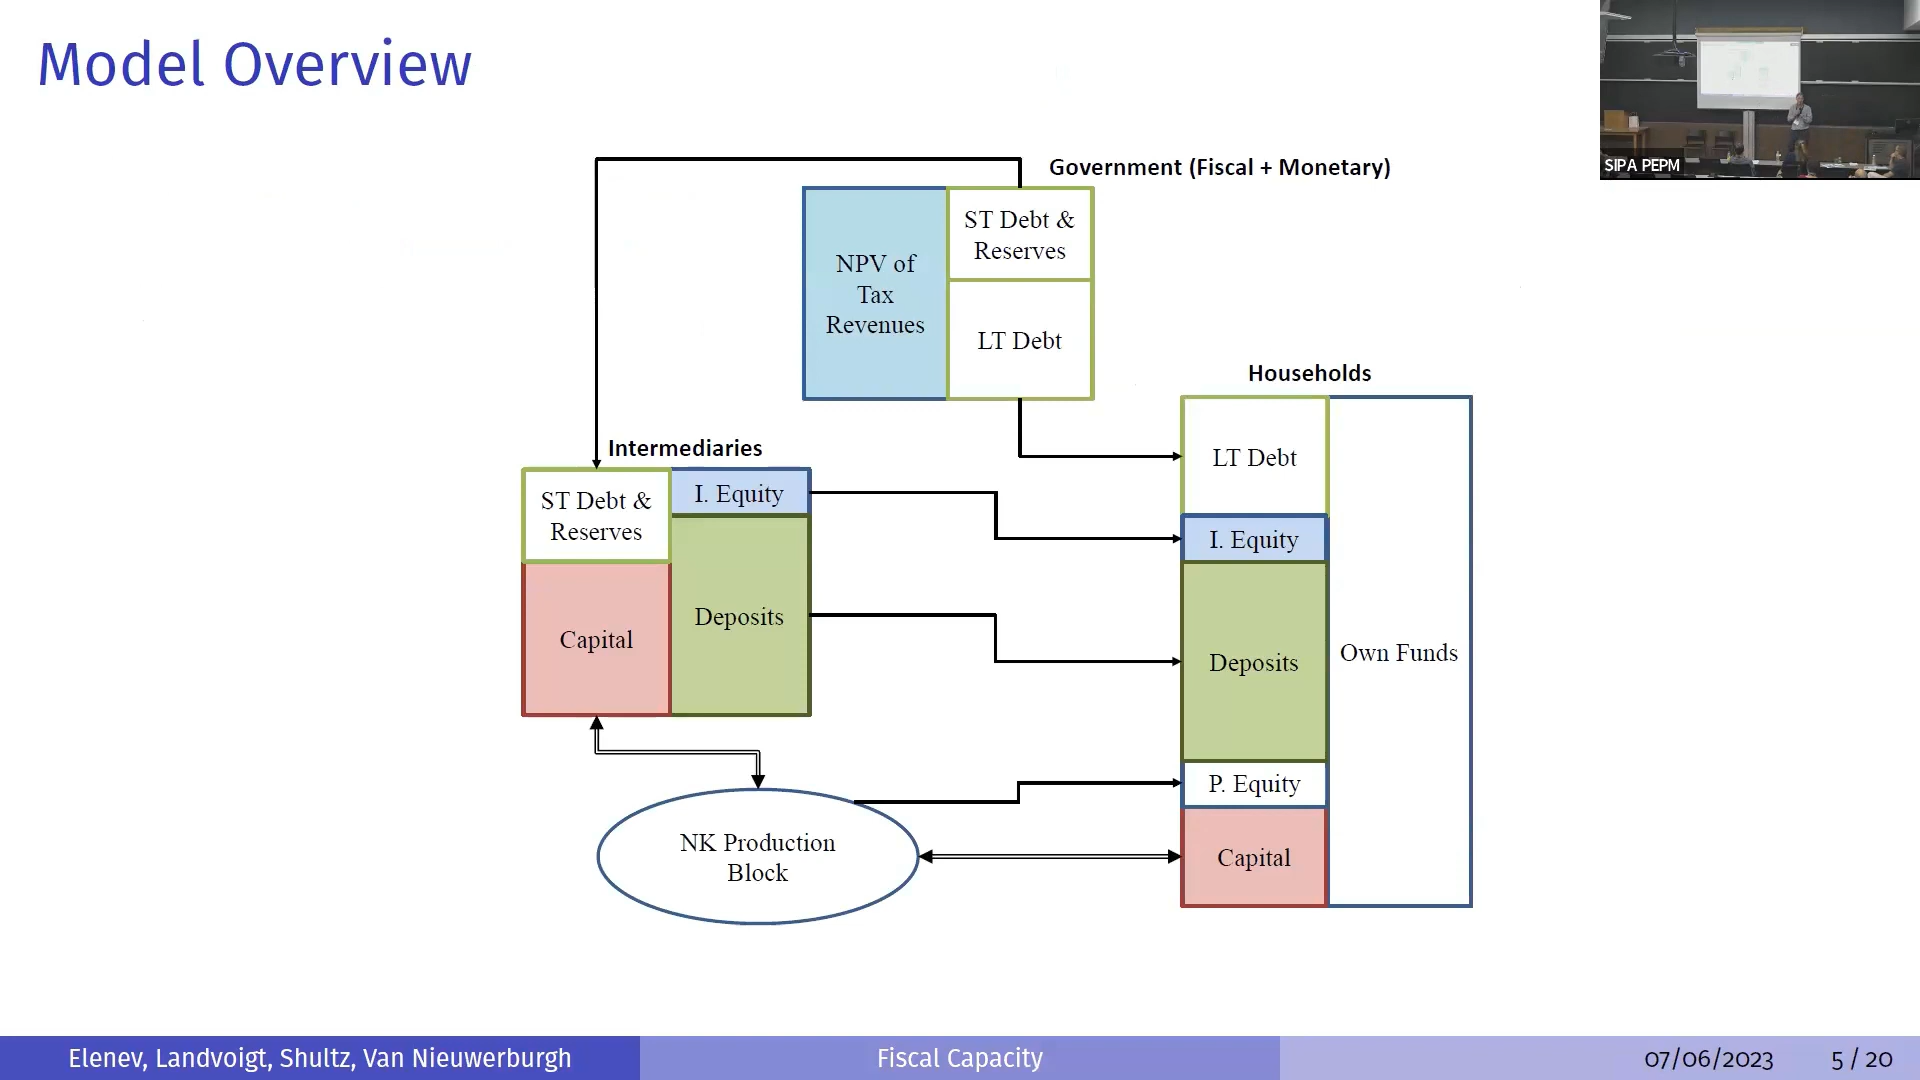 Model Overview
SIPA PEPM
Government (Fiscal + Monetary)
NPV of
Tax
Revenues
ST Debt &
Reserves
LT Debt
Households
LT Debt
I. Equity
Deposits
P. Equity
Capital
Own Funds
Intermediaries
ST Debt &
Reserves
I. Equity
Capital
Deposits
NK Production
Block
Elenev, Landvoigt, Shultz, Van Nieuwerburgh
Fiscal Capacity
07/06/2023
5 / 20